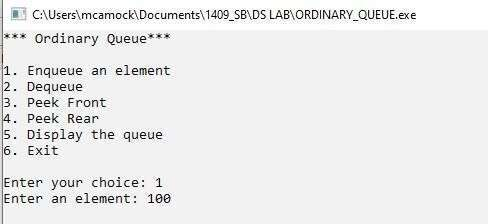 C:\Users\mcamock\Documents\1409_SB\DS LAB\ORDINARY_QUEUE.exe
*** Ordinary Queue***
1. Enqueue an element
2. Dequeue
3. Peek Front
4. Peek Rear
5. Display the queue
6. Exit
Enter your choice: 1
Enter an element: 100